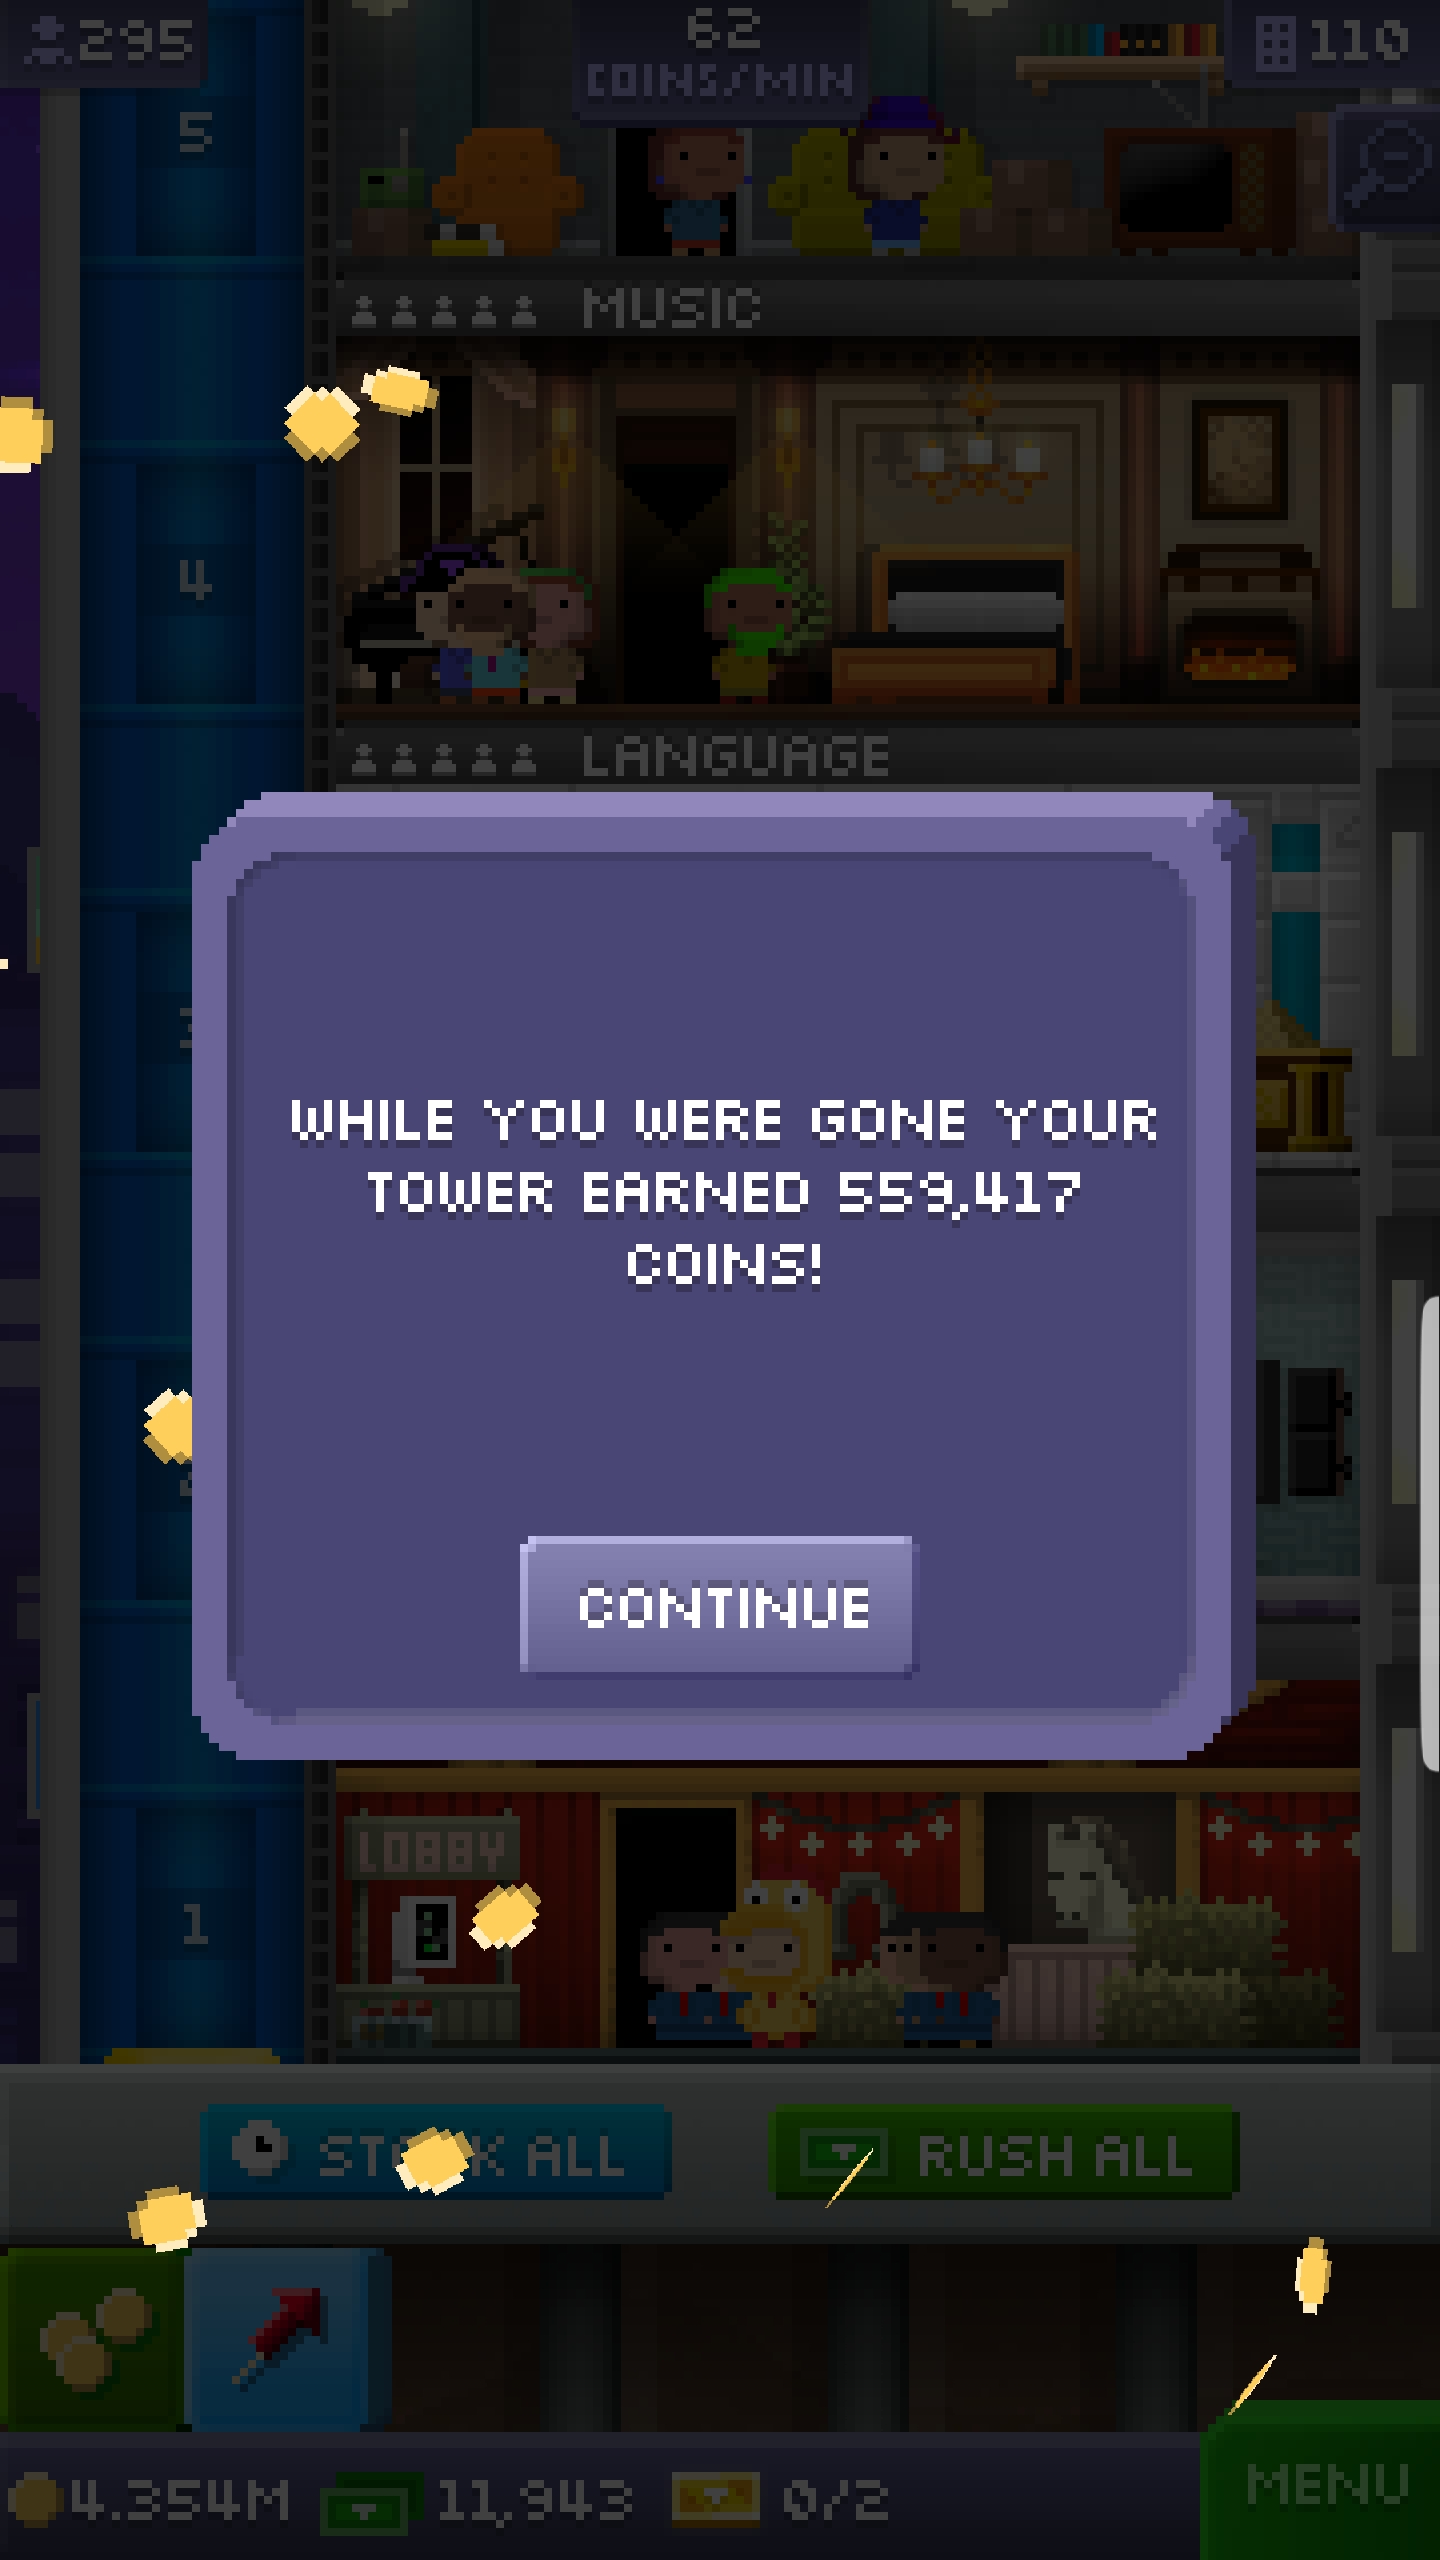 295
62
COINS/MIN
110
5
MUSIC
4
LANGUAGE
WHILE YOU WERE GONE YOUR
TOWER EARNED 559,417
COINS!
CONTINUE
LOBBY
1
STOCK ALL
RUSH ALL
4.354M
11,943
0/2
MENU